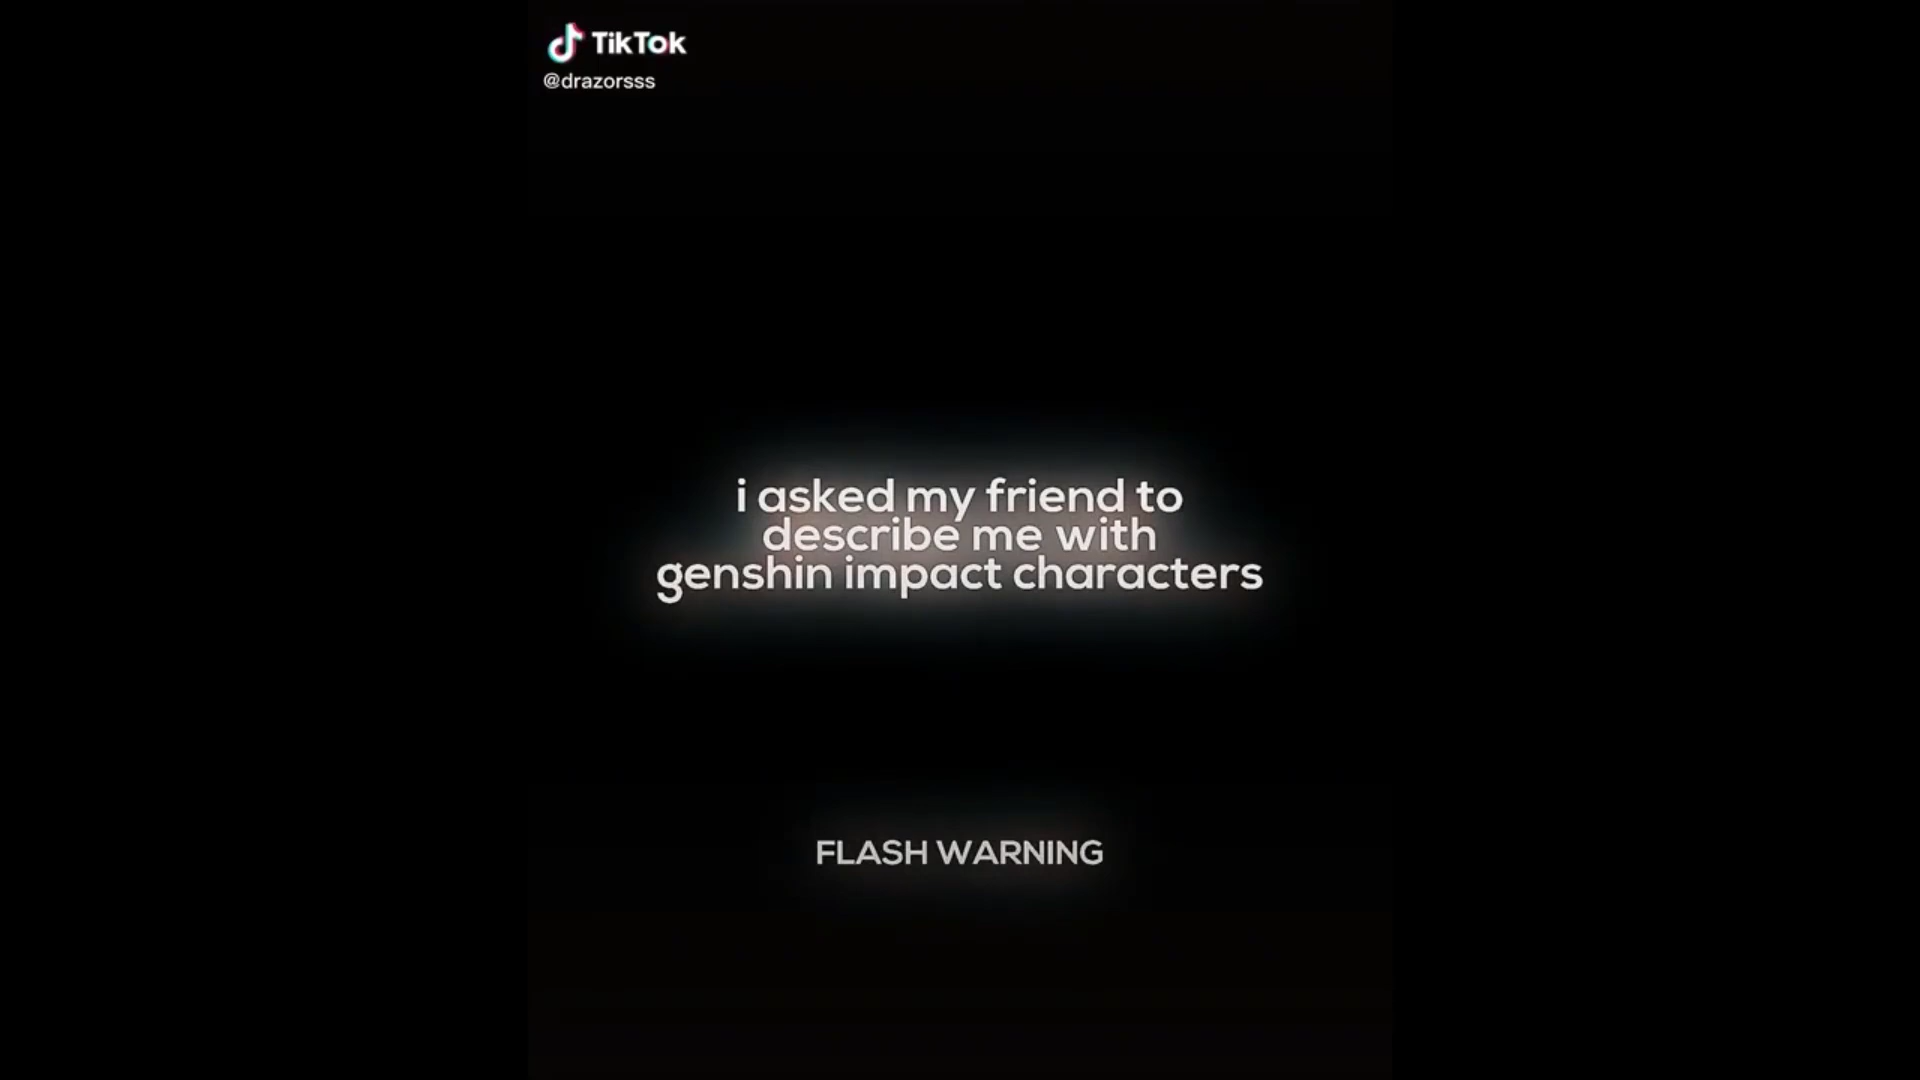 TikTok
@drazorsss
i asked my friend to
describe me with
genshin impact characters
FLASH WARNING